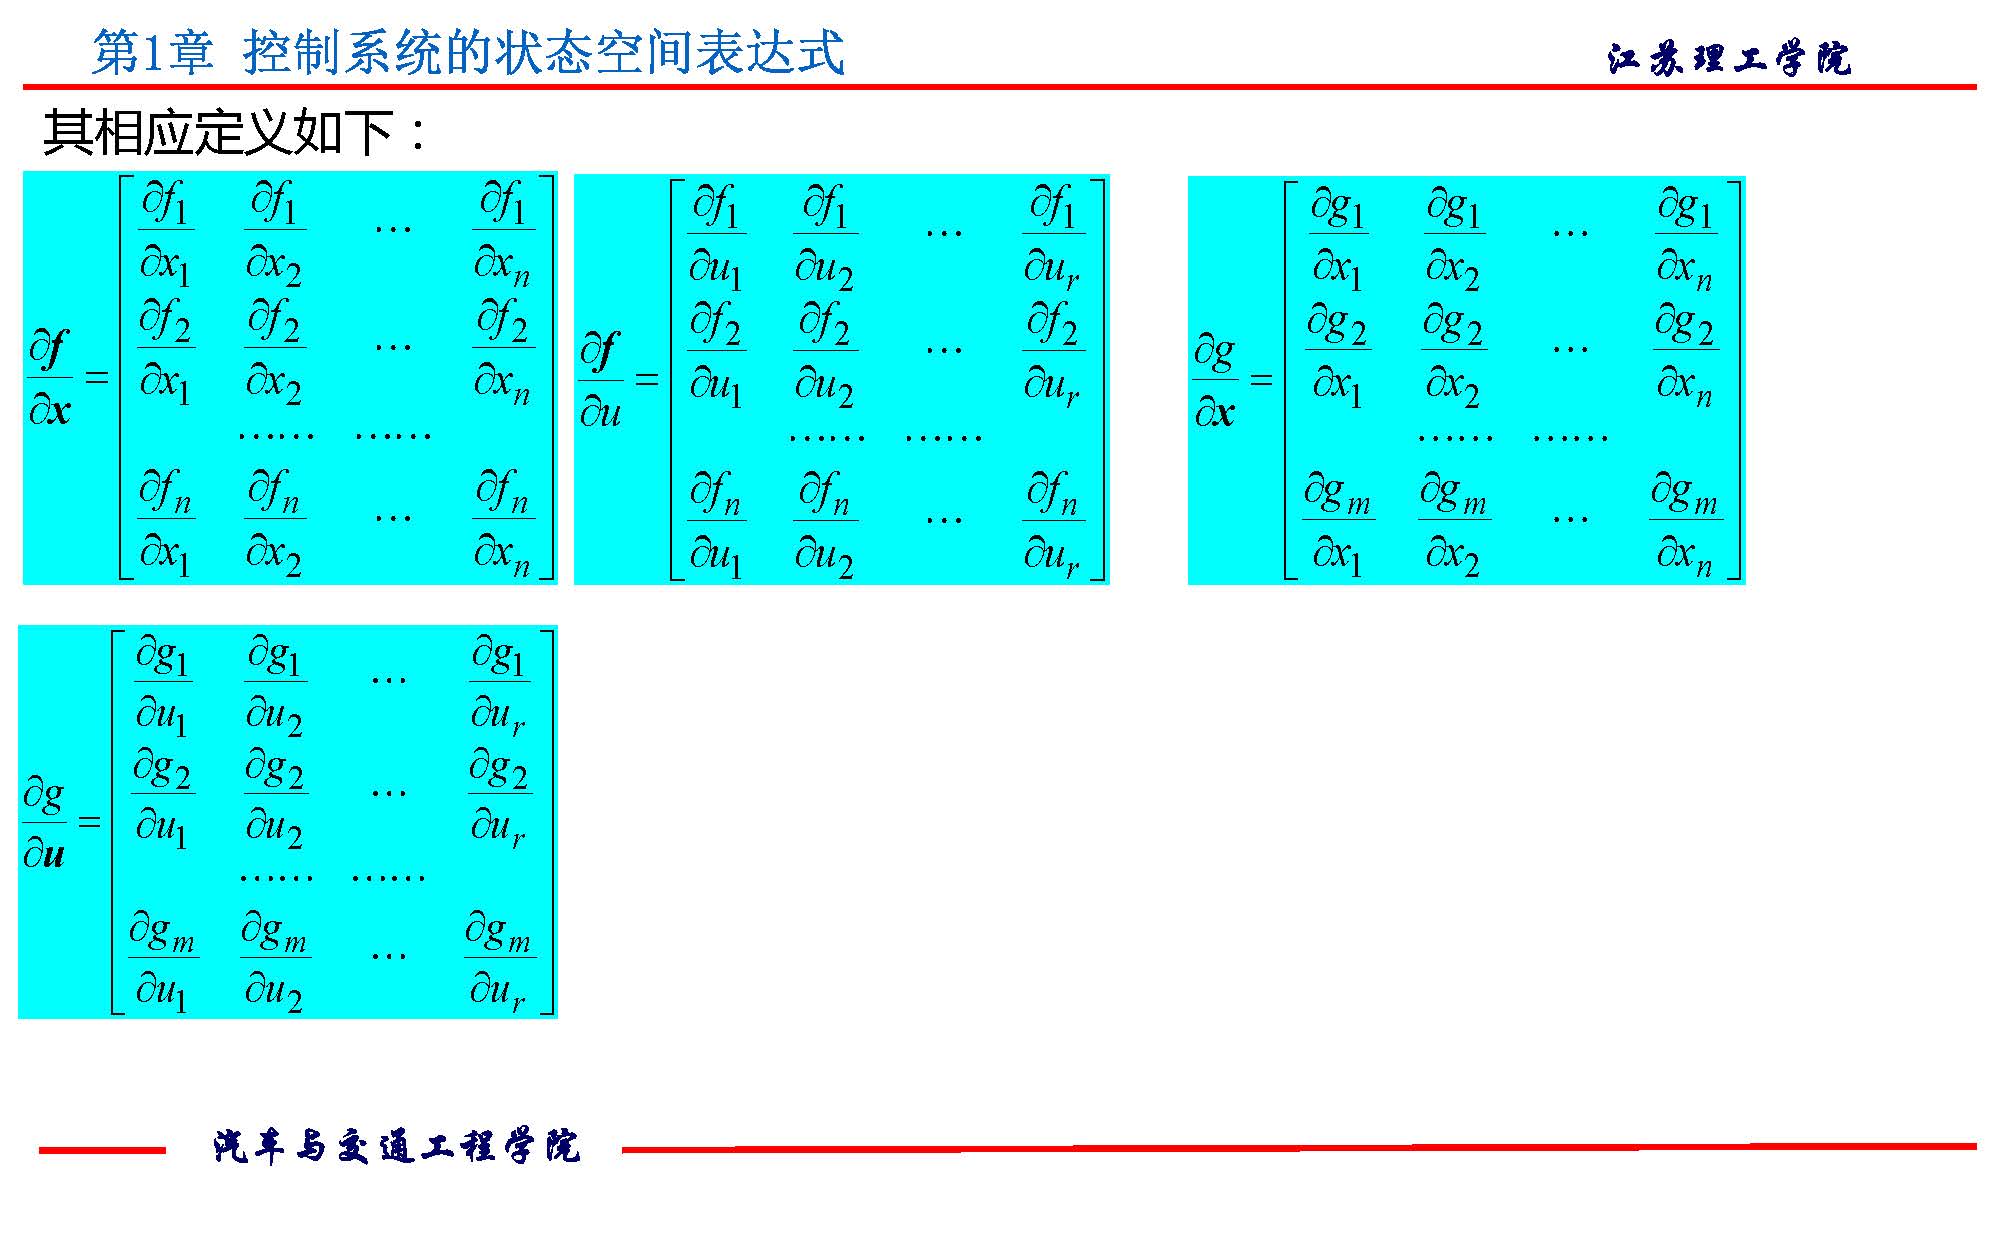 第1章 控制系统的状态空间表达式
江苏理工学院
其相应定义如下：
$\frac{\partial \boldsymbol{f}}{\partial \boldsymbol{x}} = \begin{bmatrix} \frac{\partial f_1}{\partial x_1} & \frac{\partial f_1}{\partial x_2} & \cdots & \frac{\partial f_1}{\partial x_n} \\ \frac{\partial f_2}{\partial x_1} & \frac{\partial f_2}{\partial x_2} & \cdots & \frac{\partial f_2}{\partial x_n} \\ & \cdots\cdots & \cdots\cdots & \\ \frac{\partial f_n}{\partial x_1} & \frac{\partial f_n}{\partial x_2} & \cdots & \frac{\partial f_n}{\partial x_n} \end{bmatrix}$
$\frac{\partial \boldsymbol{f}}{\partial u} = \begin{bmatrix} \frac{\partial f_1}{\partial u_1} & \frac{\partial f_1}{\partial u_2} & \cdots & \frac{\partial f_1}{\partial u_r} \\ \frac{\partial f_2}{\partial u_1} & \frac{\partial f_2}{\partial u_2} & \cdots & \frac{\partial f_2}{\partial u_r} \\ & \cdots\cdots & \cdots\cdots & \\ \frac{\partial f_n}{\partial u_1} & \frac{\partial f_n}{\partial u_2} & \cdots & \frac{\partial f_n}{\partial u_r} \end{bmatrix}$
$\frac{\partial g}{\partial \boldsymbol{x}} = \begin{bmatrix} \frac{\partial g_1}{\partial x_1} & \frac{\partial g_1}{\partial x_2} & \cdots & \frac{\partial g_1}{\partial x_n} \\ \frac{\partial g_2}{\partial x_1} & \frac{\partial g_2}{\partial x_2} & \cdots & \frac{\partial g_2}{\partial x_n} \\ & \cdots\cdots & \cdots\cdots & \\ \frac{\partial g_m}{\partial x_1} & \frac{\partial g_m}{\partial x_2} & \cdots & \frac{\partial g_m}{\partial x_n} \end{bmatrix}$
$\frac{\partial g}{\partial \boldsymbol{u}} = \begin{bmatrix} \frac{\partial g_1}{\partial u_1} & \frac{\partial g_1}{\partial u_2} & \cdots & \frac{\partial g_1}{\partial u_r} \\ \frac{\partial g_2}{\partial u_1} & \frac{\partial g_2}{\partial u_2} & \cdots & \frac{\partial g_2}{\partial u_r} \\ & \cdots\cdots & \cdots\cdots & \\ \frac{\partial g_m}{\partial u_1} & \frac{\partial g_m}{\partial u_2} & \cdots & \frac{\partial g_m}{\partial u_r} \end{bmatrix}$
汽车与交通工程学院